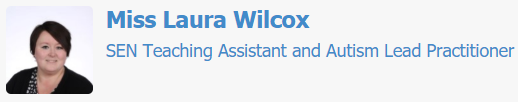 Miss Laura Wilcox
SEN Teaching Assistant and Autism Lead Practitioner